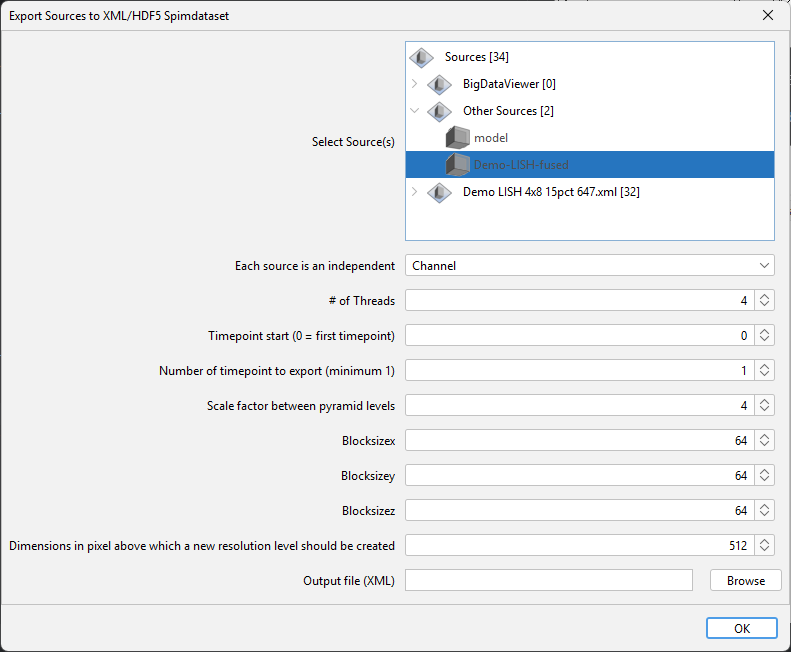 Export Sources to XML/HDF5 Spimdataset
Select Source(s)
Sources [34]
BigDataViewer [0]
Other Sources [2]
model
Demo-LISH-fused
Demo LISH 4x8 15pct 647.xml [32]
Each source is an independent Channel
# of Threads 4
Timepoint start (0 = first timepoint) 0
Number of timepoint to export (minimum 1) 1
Scale factor between pyramid levels 4
Blocksizex 64
Blocksizey 64
Blocksizez 64
Dimensions in pixel above which a new resolution level should be created 512
Output file (XML) Browse
OK